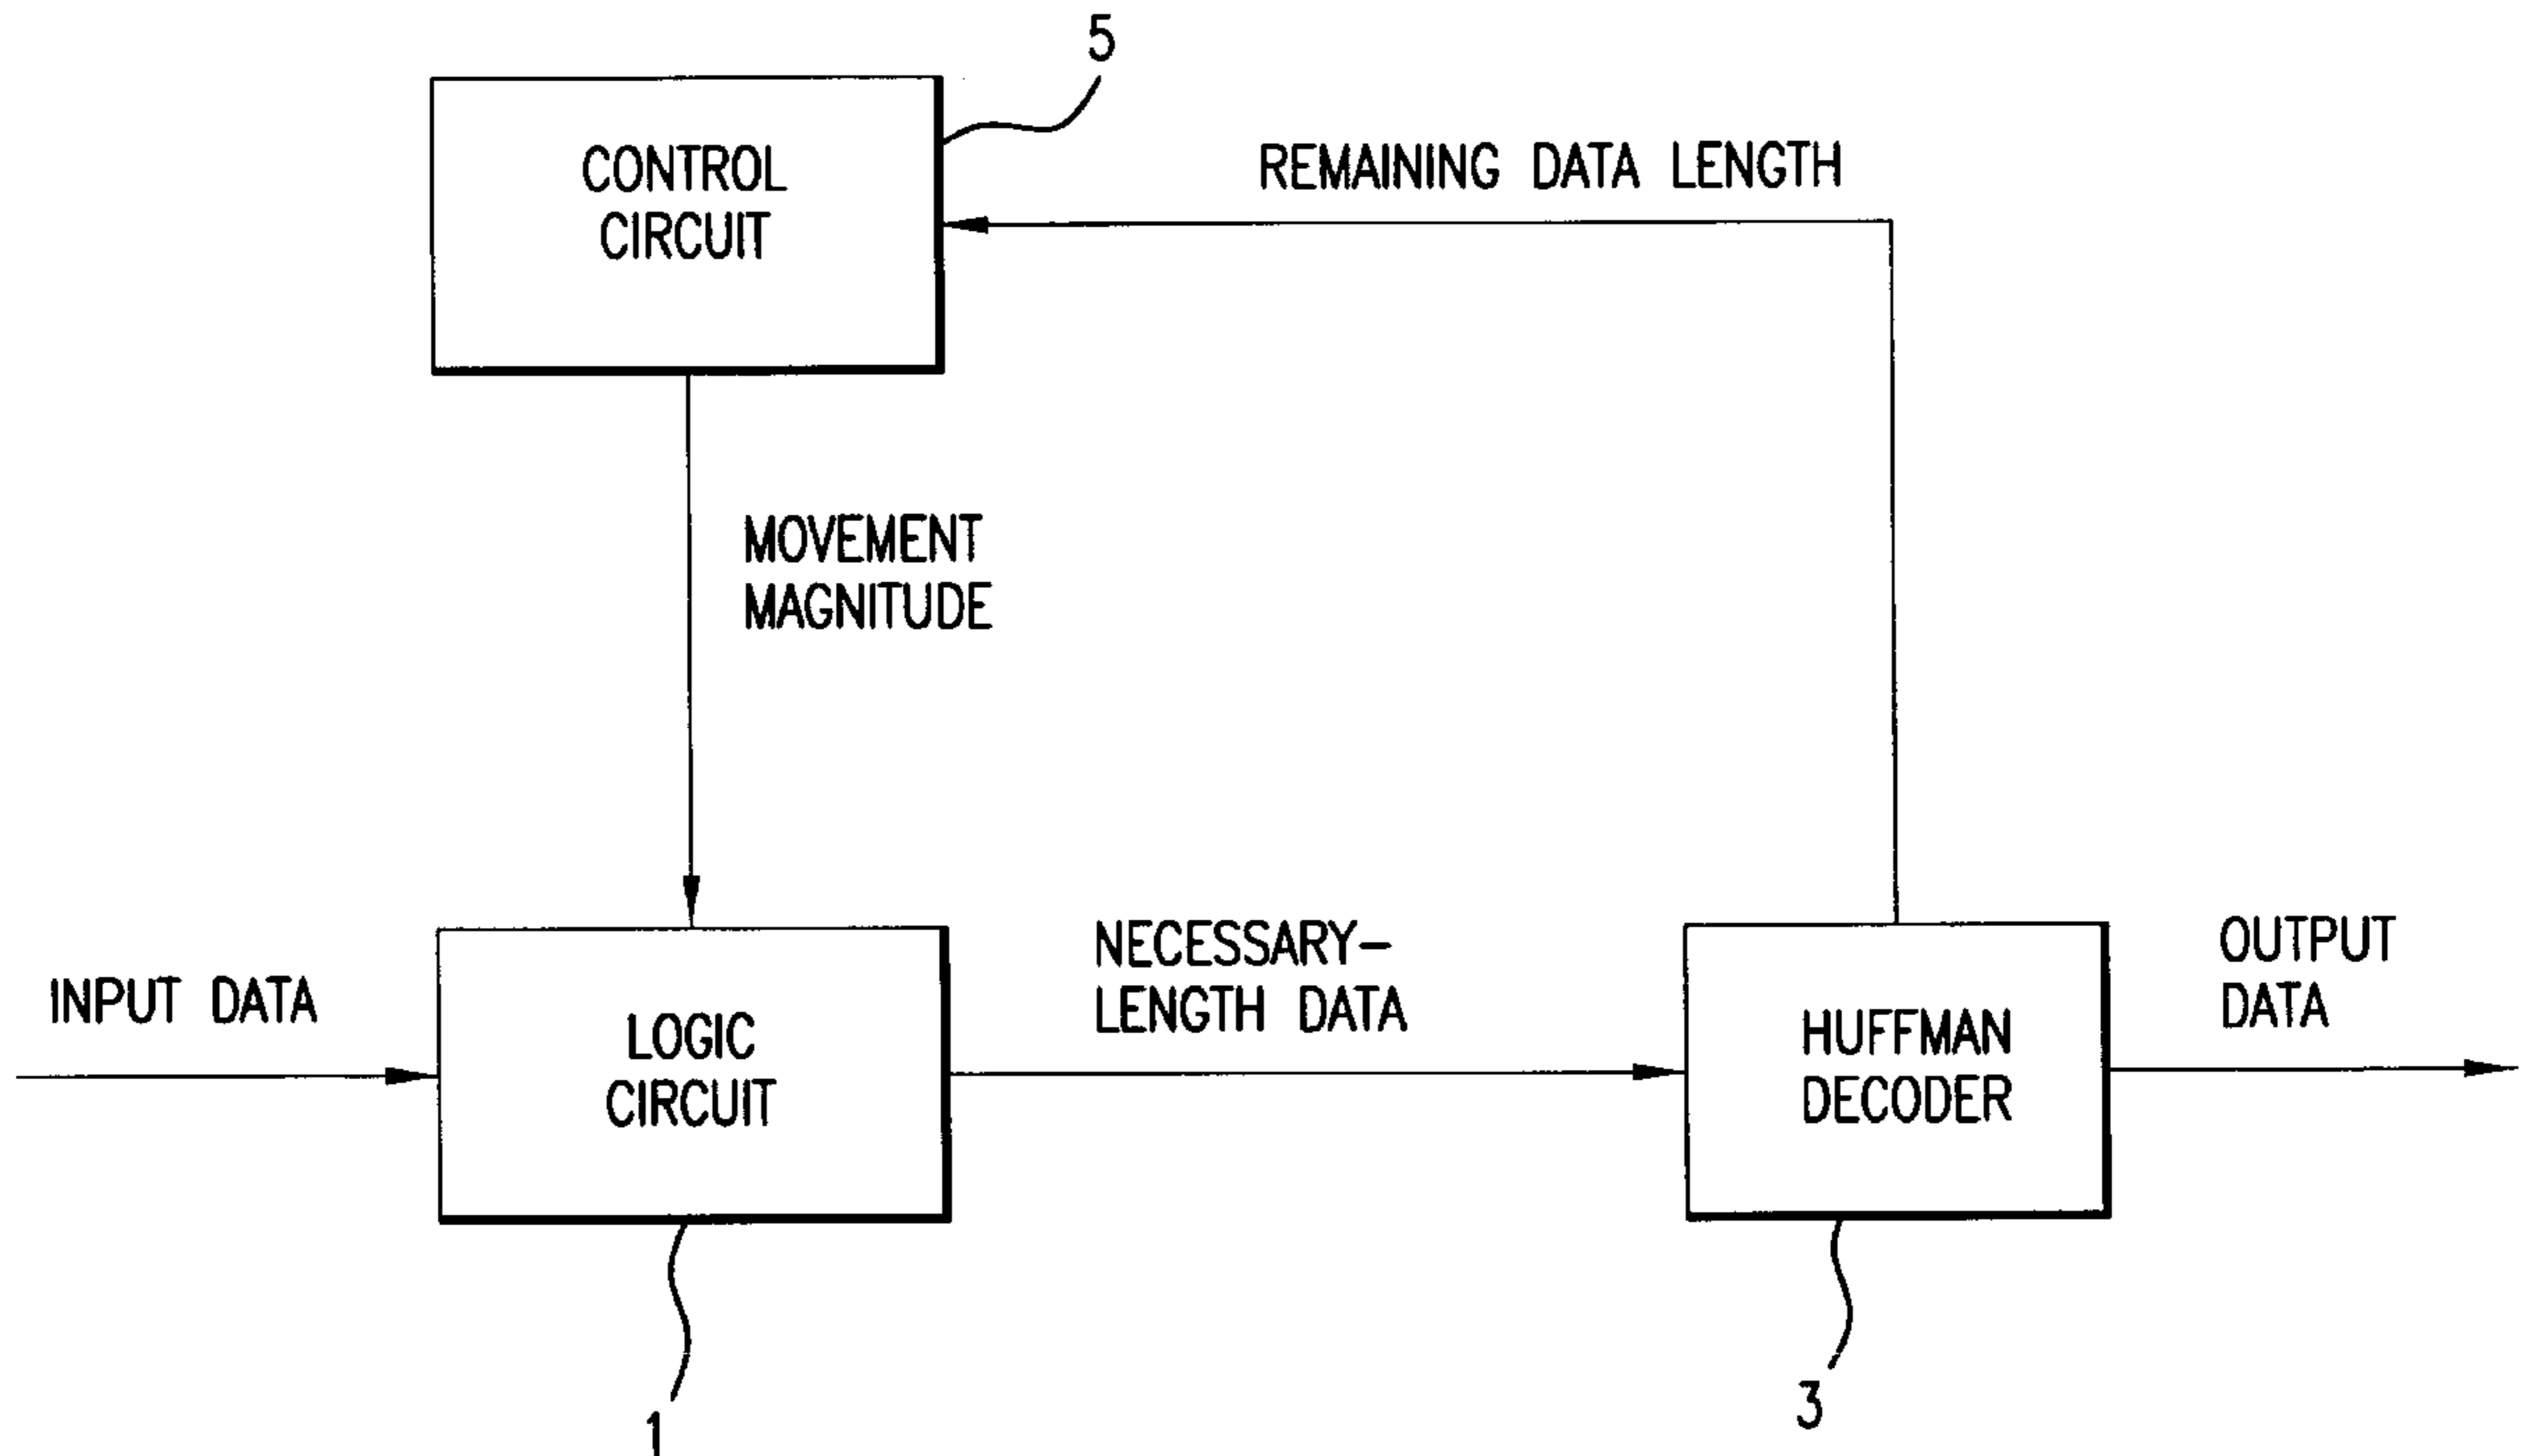 5
CONTROL
CIRCUIT
REMAINING DATA LENGTH
MOVEMENT
MAGNITUDE
INPUT DATA
LOGIC
CIRCUIT
NECESSARY-
LENGTH DATA
HUFFMAN
DECODER
OUTPUT
DATA
1
3